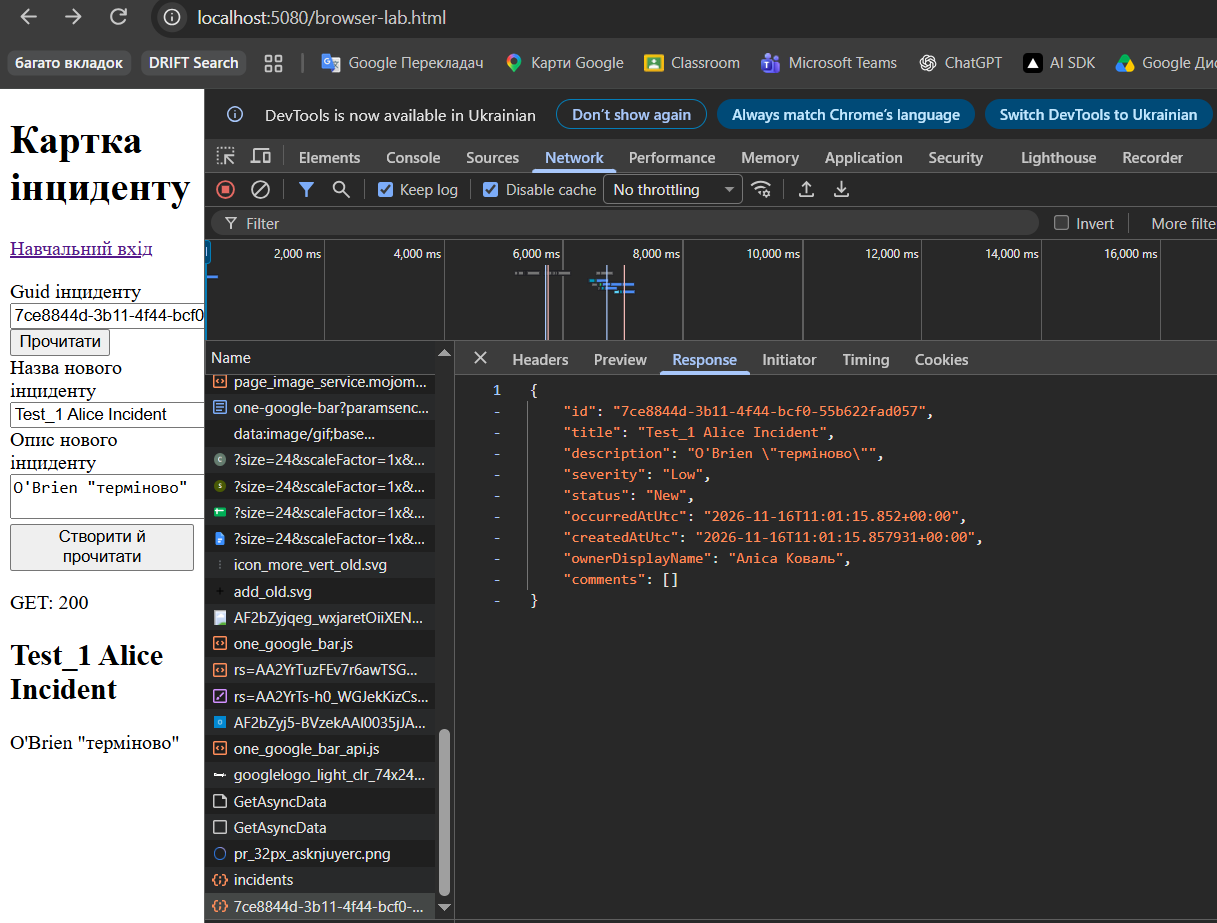 localhost:5080/browser-lab.html
багато вкладок
DRIFT Search
Google Перекладач
Карти Google
Classroom
Microsoft Teams
ChatGPT
AI SDK
Google Дис
Картка
інциденту
Навчальний вхід
Guid інциденту
7ce8844d-3b11-4f44-bcf0
Прочитати
Назва нового
інциденту
Test_1 Alice Incident
Опис нового
інциденту
O'Brien "терміново"
Створити й
прочитати
GET: 200
Test_1 Alice
Incident
O'Brien "терміново"
DevTools is now available in Ukrainian
Don't show again
Always match Chrome's language
Switch DevTools to Ukrainian
Elements
Console
Sources
Network
Performance
Memory
Application
Security
Lighthouse
Recorder
Keep log
Disable cache
No throttling
Filter
Invert
More filte
2,000 ms
4,000 ms
6,000 ms
8,000 ms
10,000 ms
12,000 ms
14,000 ms
16,000 ms
Name
page_image_service.mojom...
one-google-bar?paramsenc...
data:image/gif;base...
?size=24&scaleFactor=1x&...
?size=24&scaleFactor=1x&...
?size=24&scaleFactor=1x&...
?size=24&scaleFactor=1x&...
icon_more_vert_old.svg
add_old.svg
AF2bZyjqeg_wxjaretOiiXEN...
one_google_bar.js
rs=AA2YrTuzFEv7r6awTSG...
rs=AA2YrTs-h0_WGJekKizCs...
AF2bZyj5-BVzekAAI0035jJA...
one_google_bar_api.js
googlelogo_light_clr_74x24...
GetAsyncData
GetAsyncData
pr_32px_asknjuyerc.png
incidents
7ce8844d-3b11-4f44-bcf0-...
Headers
Preview
Response
Initiator
Timing
Cookies
1 {
- "id": "7ce8844d-3b11-4f44-bcf0-55b622fad057",
- "title": "Test_1 Alice Incident",
- "description": "O'Brien \"терміново\"",
- "severity": "Low",
- "status": "New",
- "occurredAtUtc": "2026-11-16T11:01:15.852+00:00",
- "createdAtUtc": "2026-11-16T11:01:15.857931+00:00",
- "ownerDisplayName": "Аліса Коваль",
- "comments": []
- }